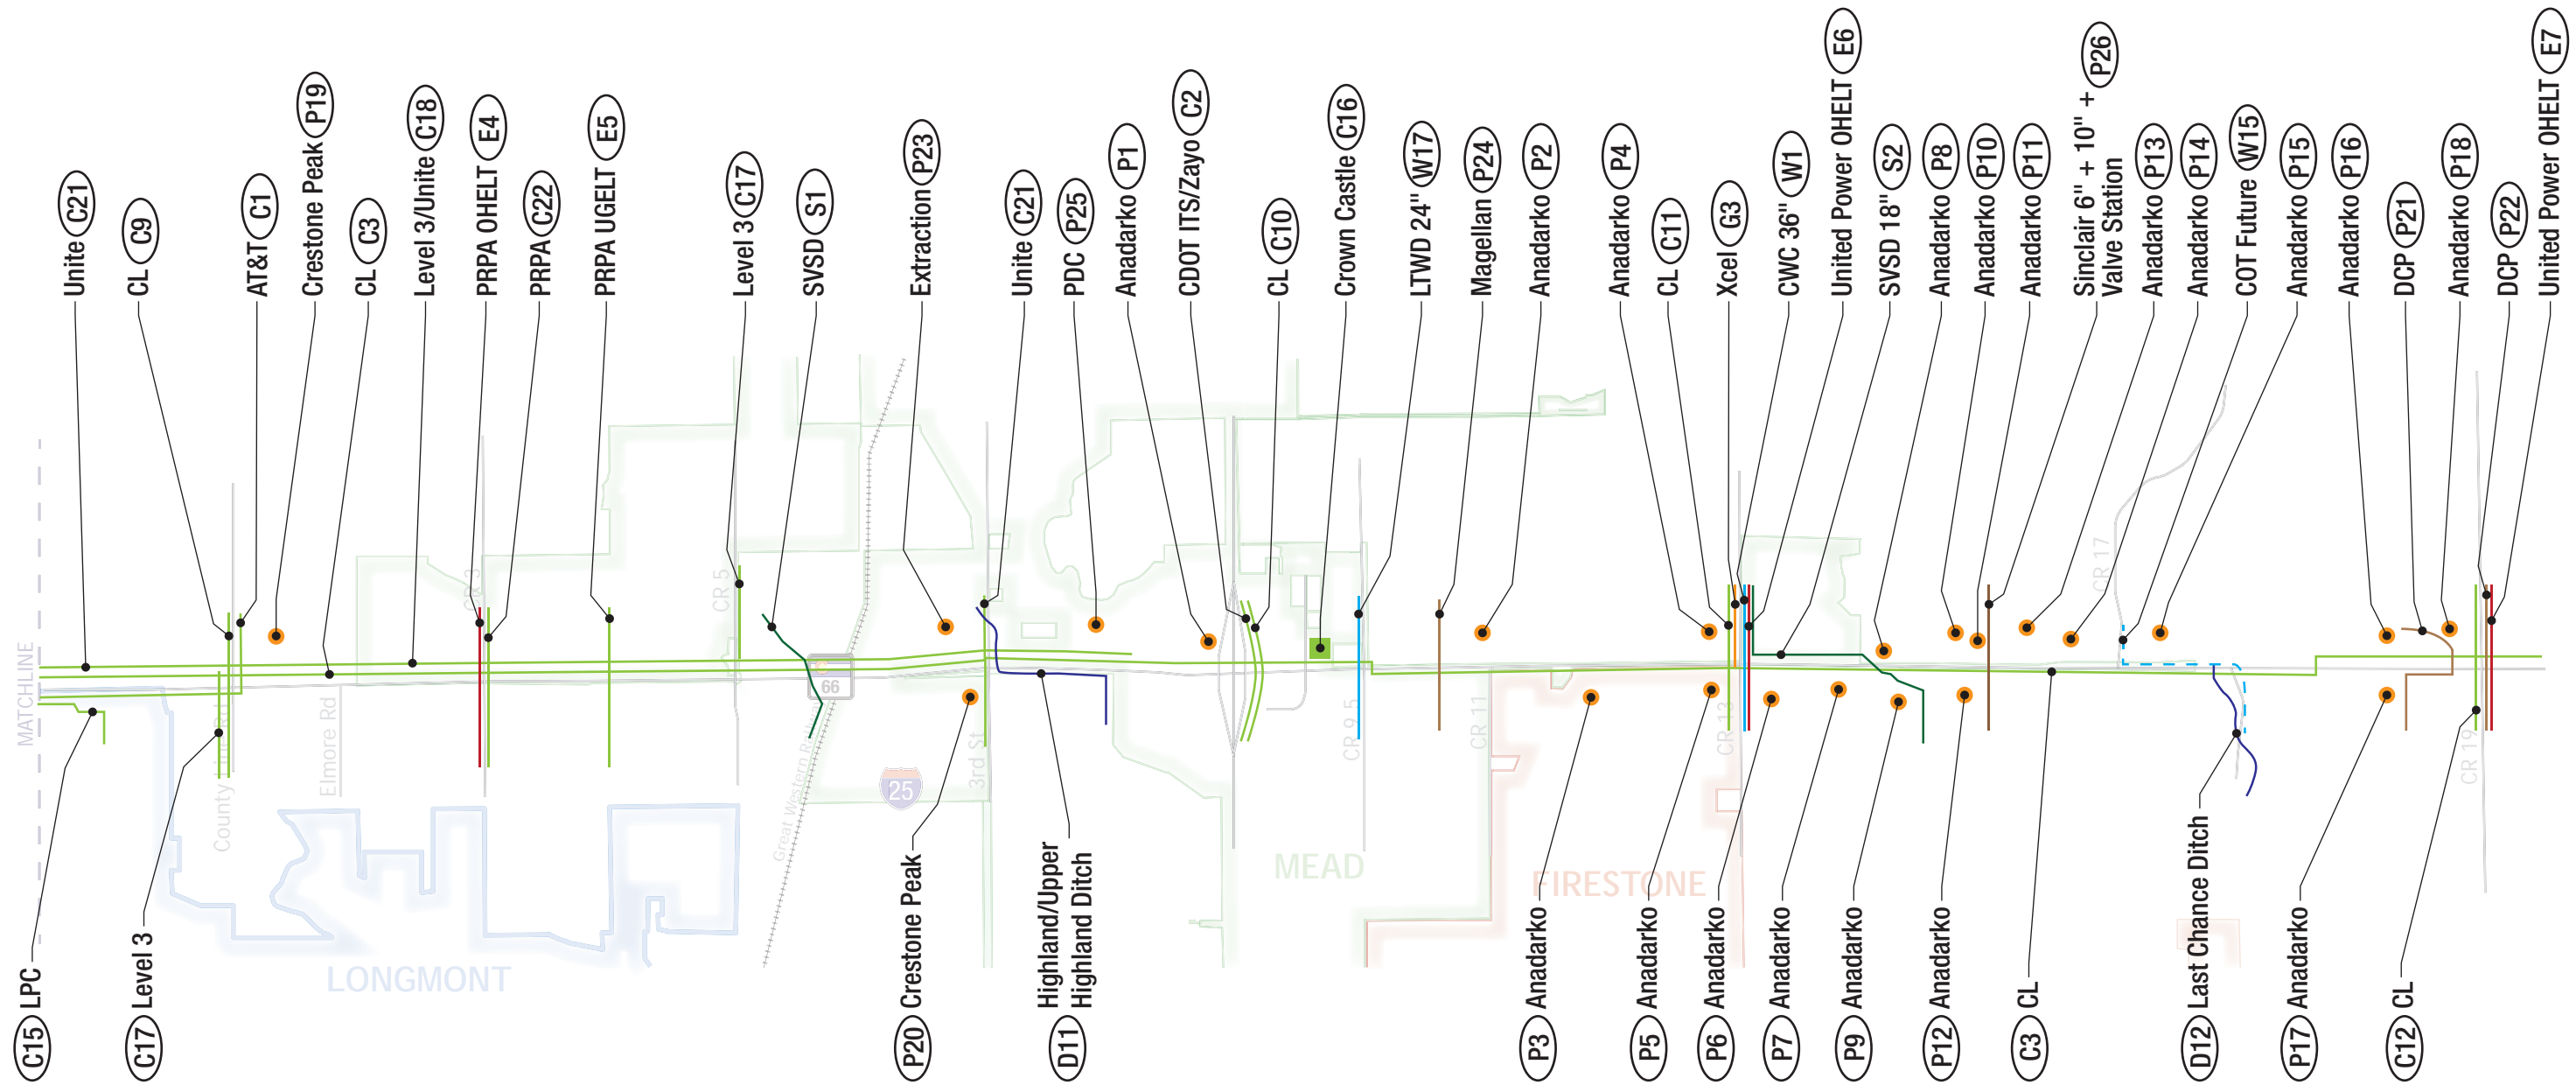 Unite C21
CL C9
AT&T C1
Crestone Peak P19
CL C3
Level 3/Unite C18
PRPA OHELT E4
PRPA C22
PRPA UGELT E5
Level 3 C17
SVSD S1
Extraction P23
Unite C21
PDC P25
Anadarko P1
CDOT ITS/Zayo C2
CL C10
Crown Castle C16
LTWD 24" W17
Magellan P24
Anadarko P2
Anadarko P4
CL C11
Xcel G3
CWC 36" W1
United Power OHELT E6
SVSD 18" S2
Anadarko P8
Anadarko P10
Anadarko P11
Sinclair 6" + 10" + P26
Valve Station
Anadarko P13
Anadarko P14
COT Future W15
Anadarko P15
Anadarko P16
DCP P21
Anadarko P18
DCP P22
United Power OHELT E7
MATCHLINE
County Line Rd
Elmore Rd
CR 3
CR 5
Great Western Railway
66
25
3rd St
CR 9.5
CR 11
CR 13
CR 17
CR 19
LONGMONT
MEAD
FIRESTONE
C15 LPC
C17 Level 3
P20 Crestone Peak
D11 Highland/Upper
Highland Ditch
P3 Anadarko
P5 Anadarko
P6 Anadarko
P7 Anadarko
P9 Anadarko
P12 Anadarko
C3 CL
D12 Last Chance Ditch
P17 Anadarko
C12 CL